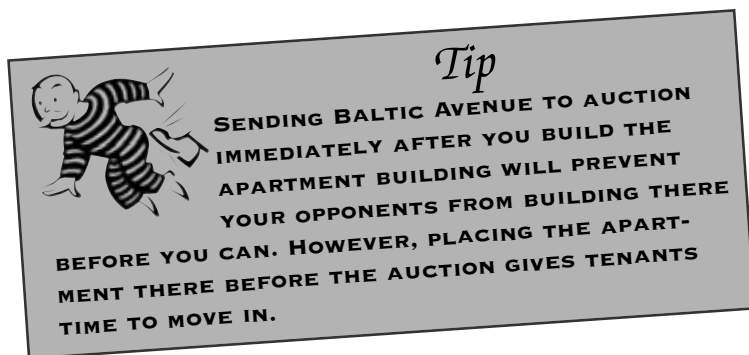 Tip
Sending Baltic Avenue to auction
immediately after you build the
apartment building will prevent
your opponents from building there
before you can. However, placing the apart-
ment there before the auction gives tenants
time to move in.